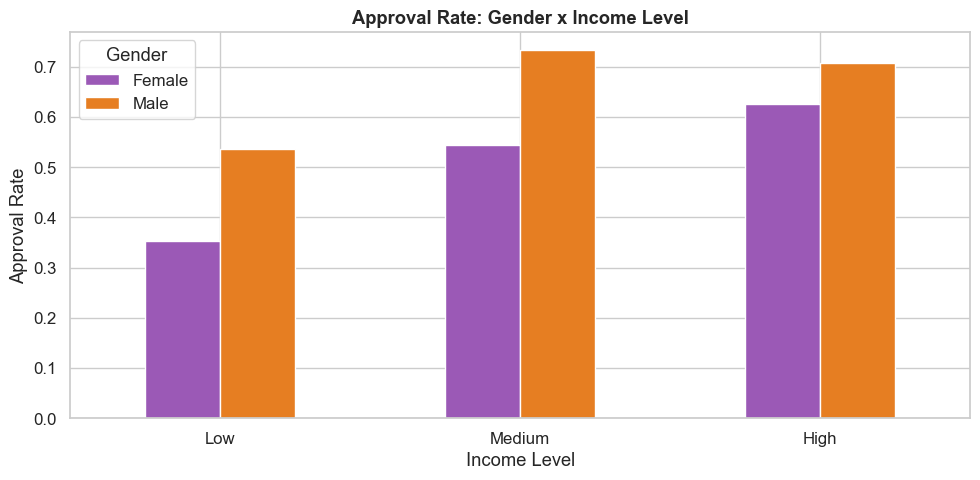 Approval Rate: Gender x Income Level
Gender
Female
Male
Approval Rate
0.7
0.6
0.5
0.4
0.3
0.2
0.1
0.0
Low Medium High
Income Level